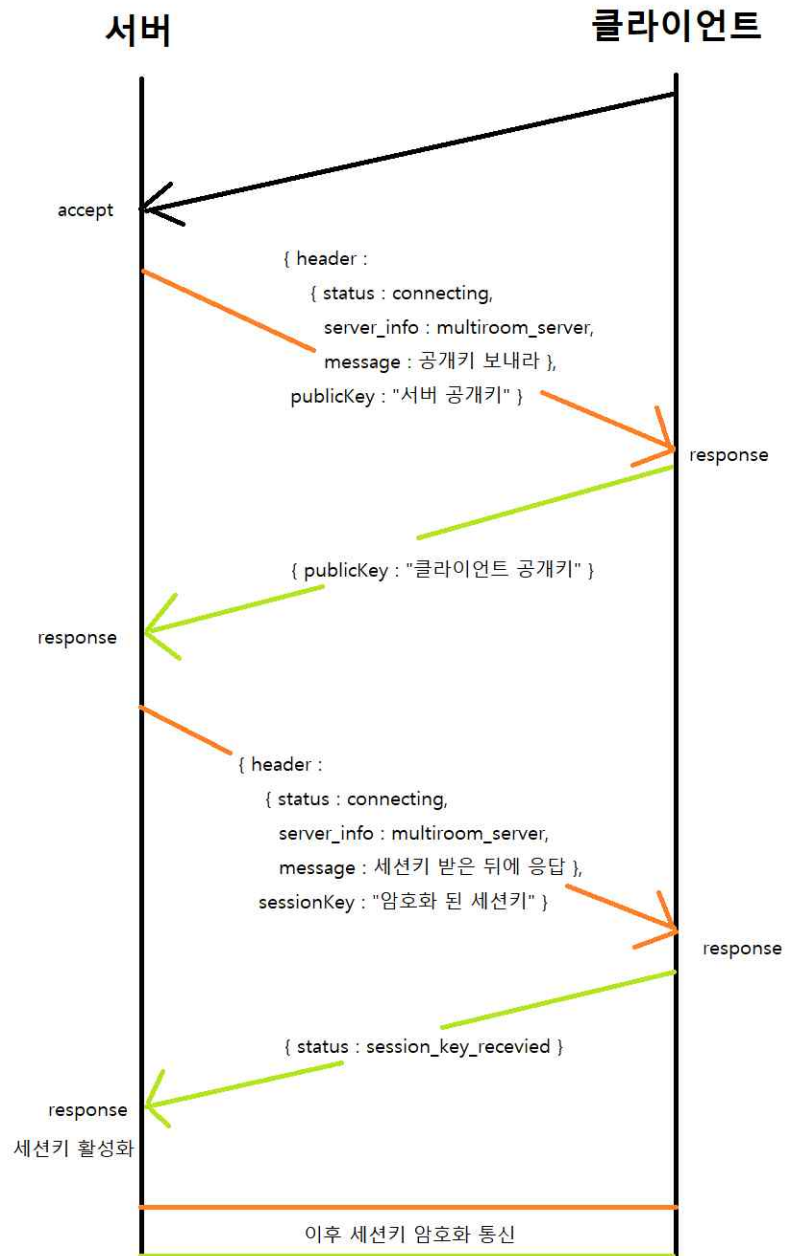 서버
클라이언트
accept
{ header :
{ status : connecting,
server_info : multiroom_server,
message : 공개키 보내라 },
publicKey : "서버 공개키" }
response
{ publicKey : "클라이언트 공개키" }
response
{ header :
{ status : connecting,
server_info : multiroom_server,
message : 세션키 받은 뒤에 응답 },
sessionKey : "암호화 된 세션키" }
response
{ status : session_key_recevied }
response
세션키 활성화
이후 세션키 암호화 통신